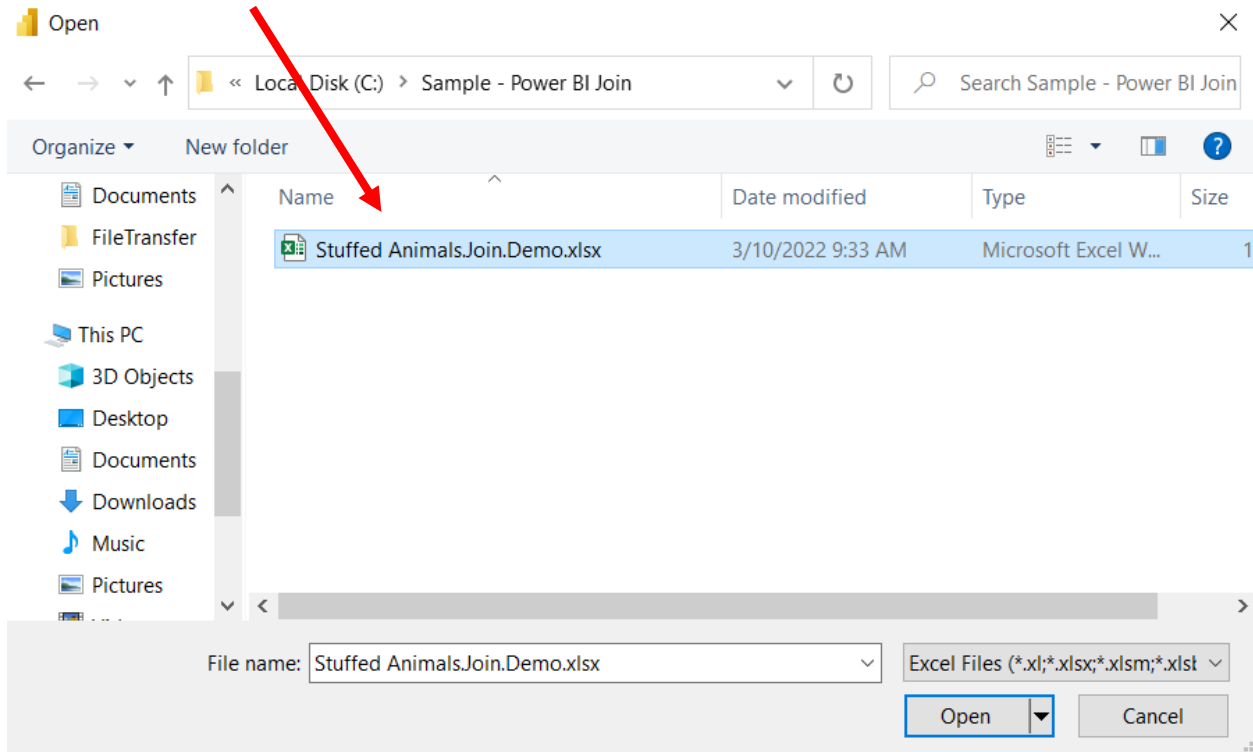 Open
« Local Disk (C:) > Sample - Power BI Join
Search Sample - Power BI Join
Organize
New folder
Name
Date modified
Type
Size
Documents
FileTransfer
Pictures
This PC
3D Objects
Desktop
Documents
Downloads
Music
Pictures
Stuffed Animals.Join.Demo.xlsx 3/10/2022 9:33 AM Microsoft Excel W... 1
File name: Stuffed Animals.Join.Demo.xlsx
Excel Files (*.xl;*.xlsx;*.xlsm;*.xlsb
Open
Cancel